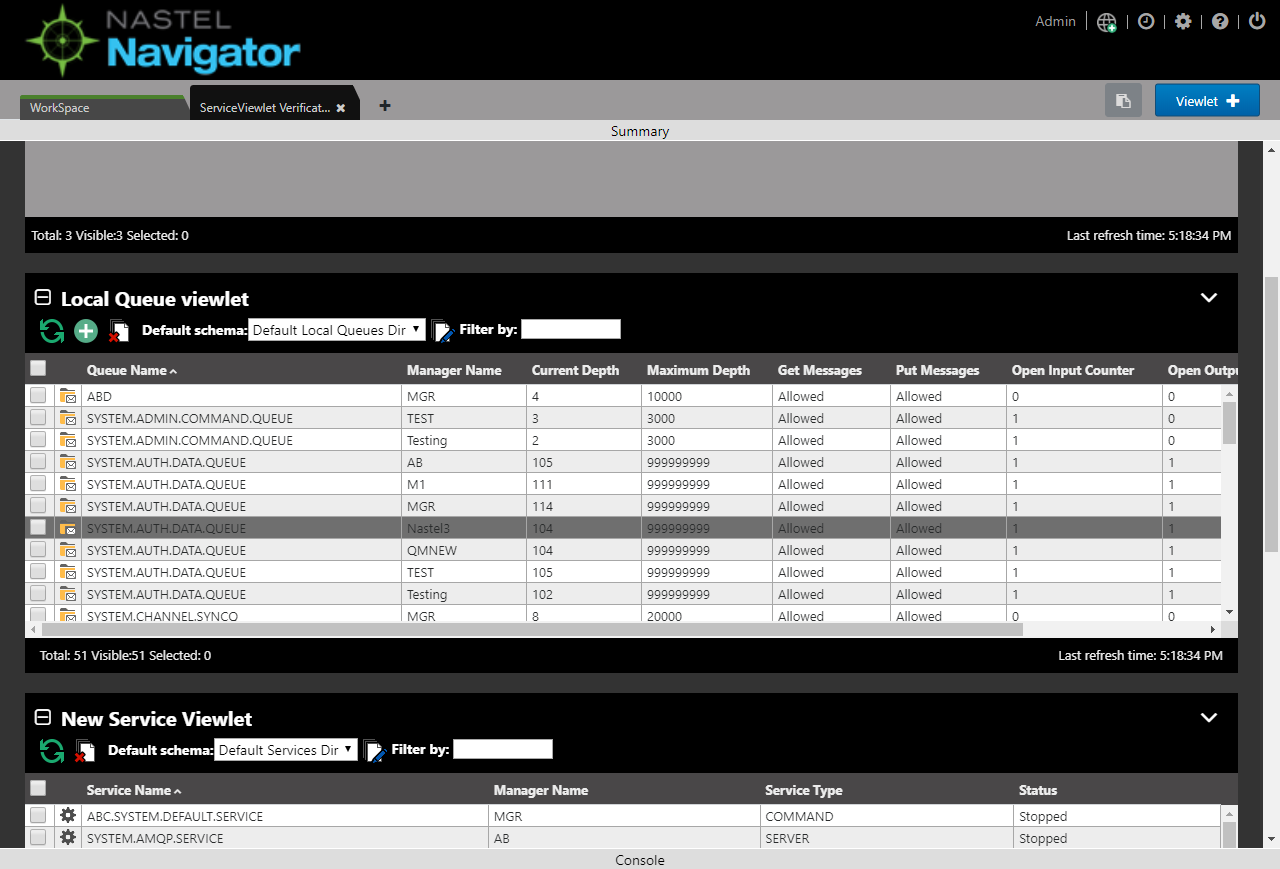 NASTEL
Navigator
Admin
WorkSpace
ServiceViewlet Verificat...
Viewlet
Summary
Total: 3 Visible:3 Selected: 0
Last refresh time: 5:18:34 PM
Local Queue viewlet
Default schema: Default Local Queues Dir Filter by:
Queue Name Manager Name Current Depth Maximum Depth Get Messages Put Messages Open Input Counter Open Outpu
ABD MGR 4 10000 Allowed Allowed 0 0
SYSTEM.ADMIN.COMMAND.QUEUE TEST 3 3000 Allowed Allowed 1 0
SYSTEM.ADMIN.COMMAND.QUEUE Testing 2 3000 Allowed Allowed 1 0
SYSTEM.AUTH.DATA.QUEUE AB 105 999999999 Allowed Allowed 1 1
SYSTEM.AUTH.DATA.QUEUE M1 111 999999999 Allowed Allowed 1 1
SYSTEM.AUTH.DATA.QUEUE MGR 114 999999999 Allowed Allowed 1 1
SYSTEM.AUTH.DATA.QUEUE Nastel3 104 999999999 Allowed Allowed 1 1
SYSTEM.AUTH.DATA.QUEUE QMNEW 104 999999999 Allowed Allowed 1 1
SYSTEM.AUTH.DATA.QUEUE TEST 105 999999999 Allowed Allowed 1 1
SYSTEM.AUTH.DATA.QUEUE Testing 102 999999999 Allowed Allowed 1 1
SYSTEM.CHANNEL.SYNCQ MGR 8 20000 Allowed Allowed 0 0
Total: 51 Visible:51 Selected: 0
Last refresh time: 5:18:34 PM
New Service Viewlet
Default schema: Default Services Dir Filter by:
Service Name Manager Name Service Type Status
ABC.SYSTEM.DEFAULT.SERVICE MGR COMMAND Stopped
SYSTEM.AMQP.SERVICE AB SERVER Stopped
Console